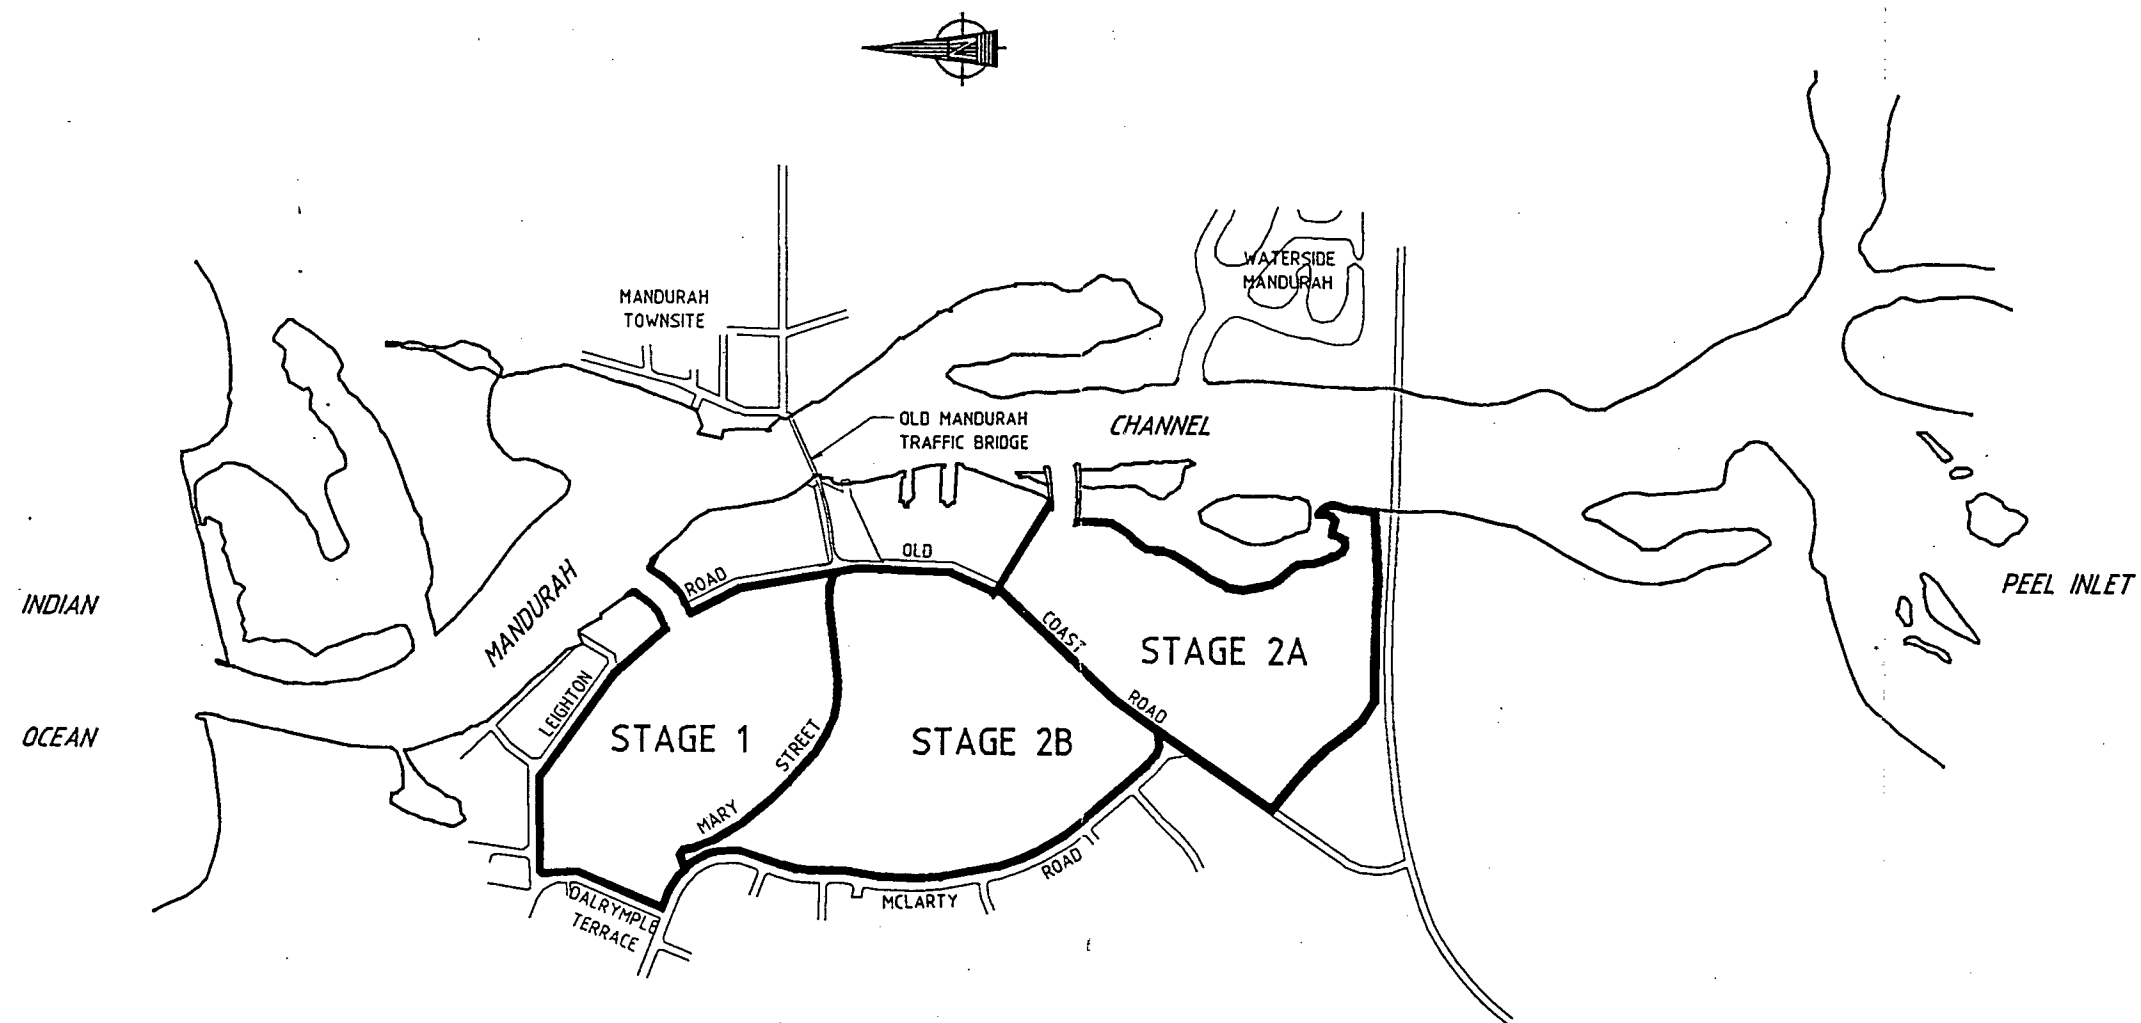 N
WATERSIDE
MANDURAH
MANDURAH
TOWNSITE
OLD MANDURAH
TRAFFIC BRIDGE
CHANNEL
OLD
ROAD
MANDURAH
INDIAN
OCEAN
PEEL INLET
COAST
ROAD
STAGE 2A
LEIGHTON
STAGE 1
STREET
MARY
STAGE 2B
ROAD
MCLARTY
DALRYMPLE
TERRACE